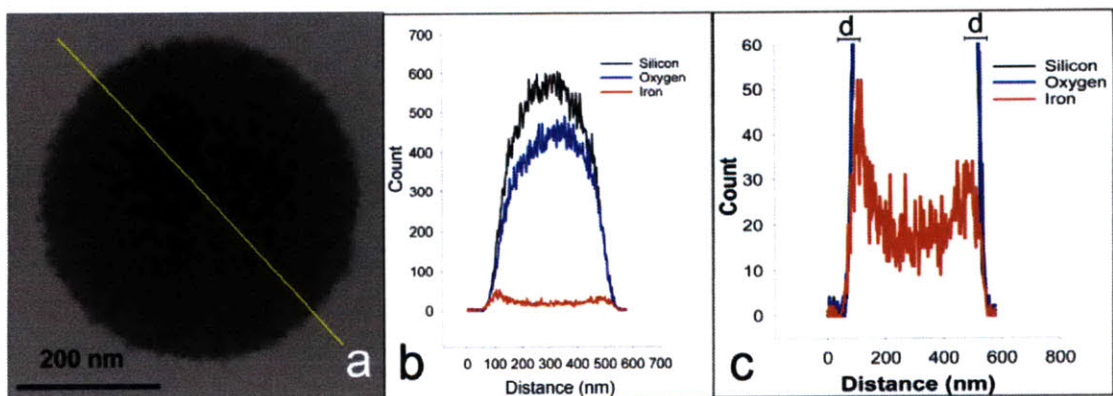 200 nm
a
700
600
500
400
300
200
100
0
Count
Silicon
Oxygen
Iron
0 100 200 300 400 500 600 700
Distance (nm)
b
d d
60
50
40
30
20
10
0
Count
Silicon
Oxygen
Iron
0 200 400 600 800
Distance (nm)
c